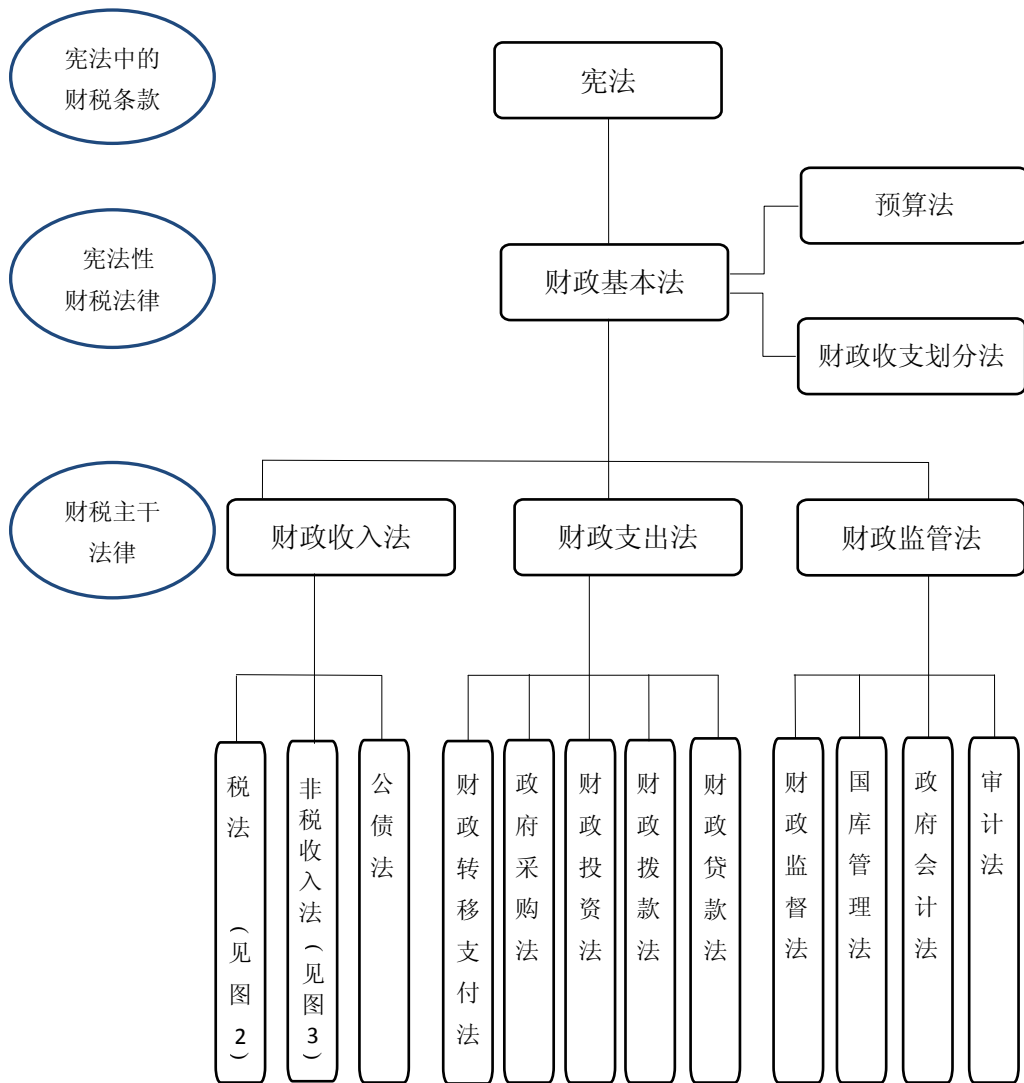 宪法中的
财税条款
宪法
预算法
宪法性
财税法律
财政基本法
财政收支划分法
财税主干
法律
财政收入法
财政支出法
财政监管法
税法（见图2）
非税收入法（见图3）
公债法
财政转移支付法
政府采购法
财政投资法
财政拨款法
财政贷款法
财政监督法
国库管理法
政府会计法
审计法